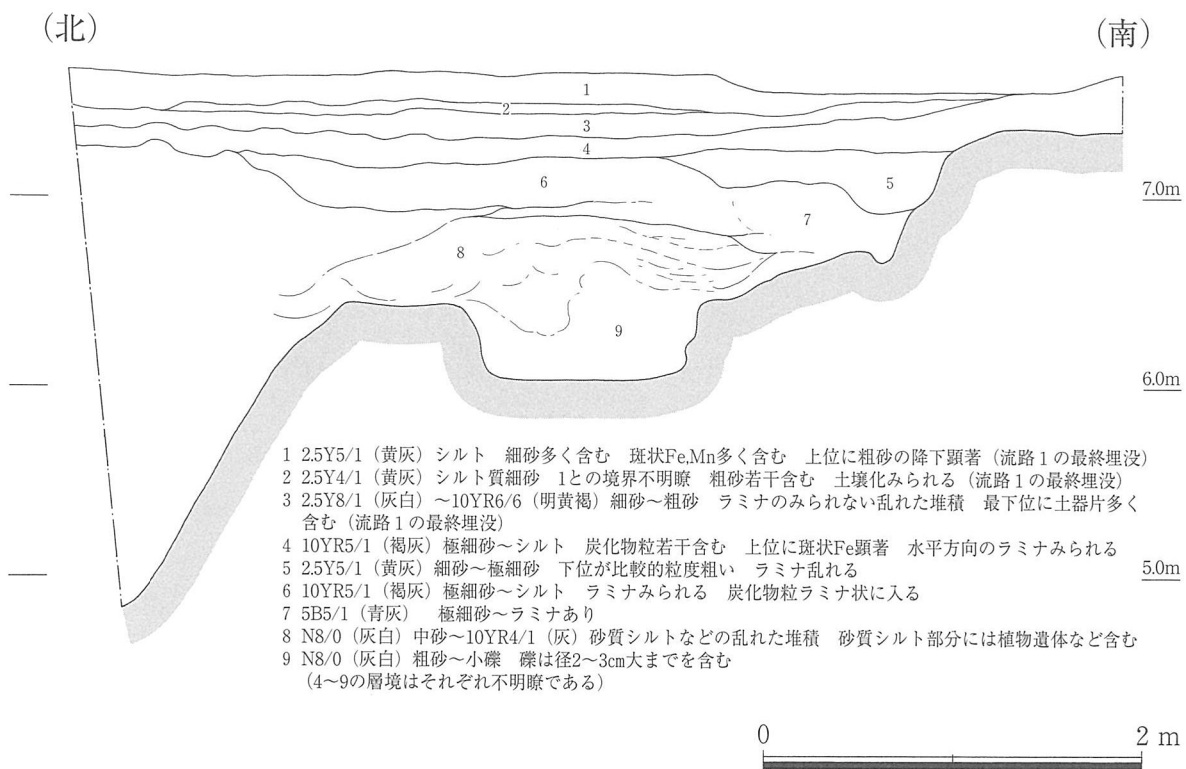 (北)
(南)
1
2
3
4
5
6
7
8
9
7.0m
6.0m
5.0m
1 2.5Y5/1（黄灰）シルト　細砂多く含む　斑状Fe,Mn多く含む　上位に粗砂の降下顕著（流路１の最終埋没）
2 2.5Y4/1（黄灰）シルト質細砂　1との境界不明瞭　粗砂若干含む　土壌化みられる（流路１の最終埋没）
3 2.5Y8/1（灰白）～10YR6/6（明黄褐）細砂～粗砂　ラミナのみられない乱れた堆積　最下位に土器片多く
含む（流路１の最終埋没）
4 10YR5/1（褐灰）極細砂～シルト　炭化物粒若干含む　上位に斑状Fe顕著　水平方向のラミナみられる
5 2.5Y5/1（黄灰）細砂～極細砂　下位が比較的粒度粗い　ラミナ乱れる
6 10YR5/1（褐灰）極細砂～シルト　ラミナみられる　炭化物粒ラミナ状に入る
7 5B5/1（青灰）　極細砂～ラミナあり
8 N8/0（灰白）中砂～10YR4/1（灰）砂質シルトなどの乱れた堆積　砂質シルト部分には植物遺体など含む
9 N8/0（灰白）粗砂～小礫　礫は径2～3㎝大までを含む
（4～9の層境はそれぞれ不明瞭である）
0
2 m